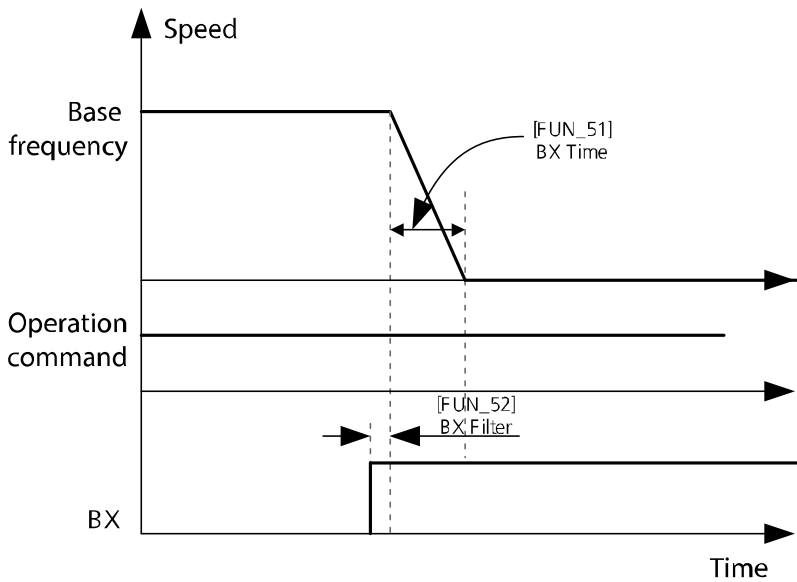 Speed
Base
frequency
[FUN_51]
BX Time
Operation
command
[FUN_52]
BX Filter
BX
Time